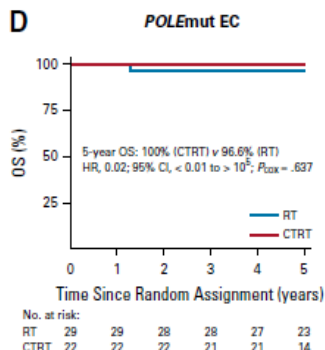 D
POLEmut EC
OS (%)
100
75
50
25
5-year OS: 100% (CTRT) v 96.6% (RT)
HR, 0.02; 95% CI, < 0.01 to > 10⁵; PCOX = .637
RT
CTRT
0 1 2 3 4 5
Time Since Random Assignment (years)
No. at risk:
RT 29 29 28 28 27 23
CTRT 22 22 22 21 21 14